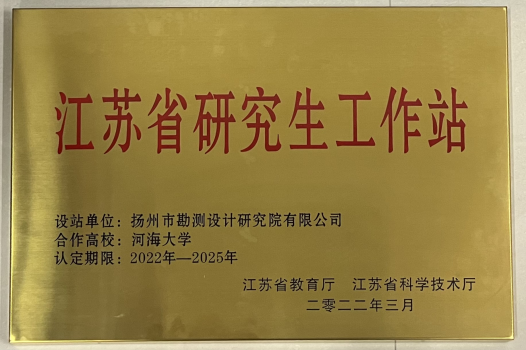 江苏省研究生工作站
设站单位：扬州市勘测设计研究院有限公司
合作高校：河海大学
认定期限：2022年—2025年
江苏省教育厅 江苏省科学技术厅
二零二二年三月